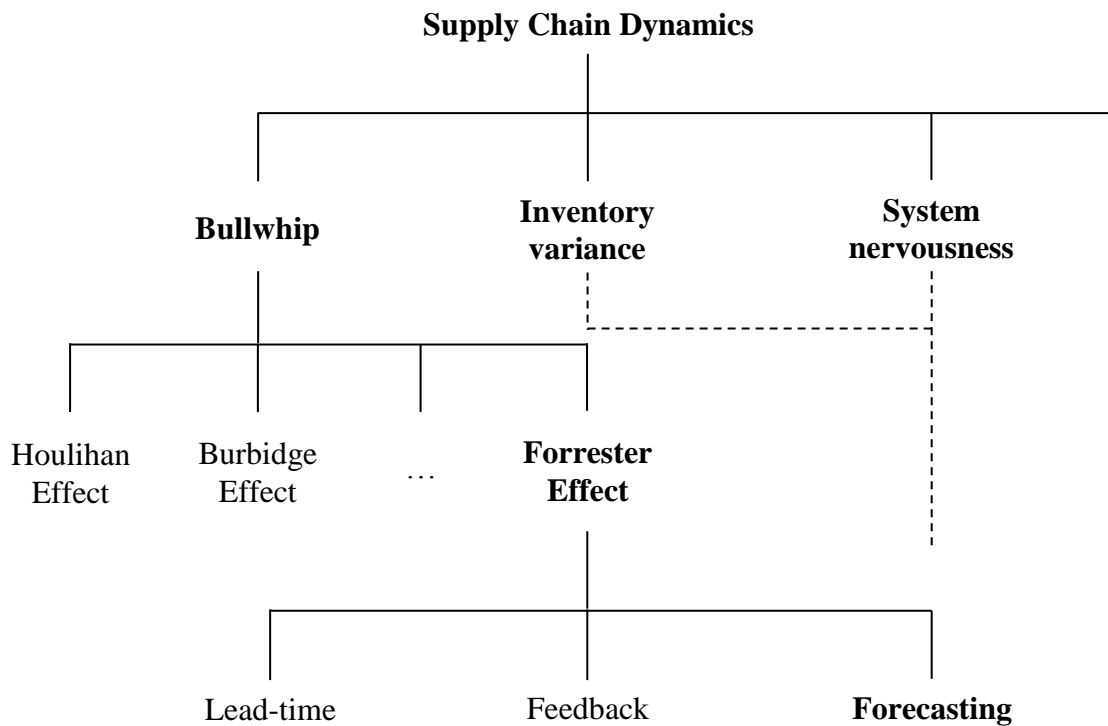 Supply Chain Dynamics
Bullwhip
Inventory
variance
System
nervousness
Houlihan
Effect
Burbidge
Effect
…
Forrester
Effect
Lead-time
Feedback
Forecasting